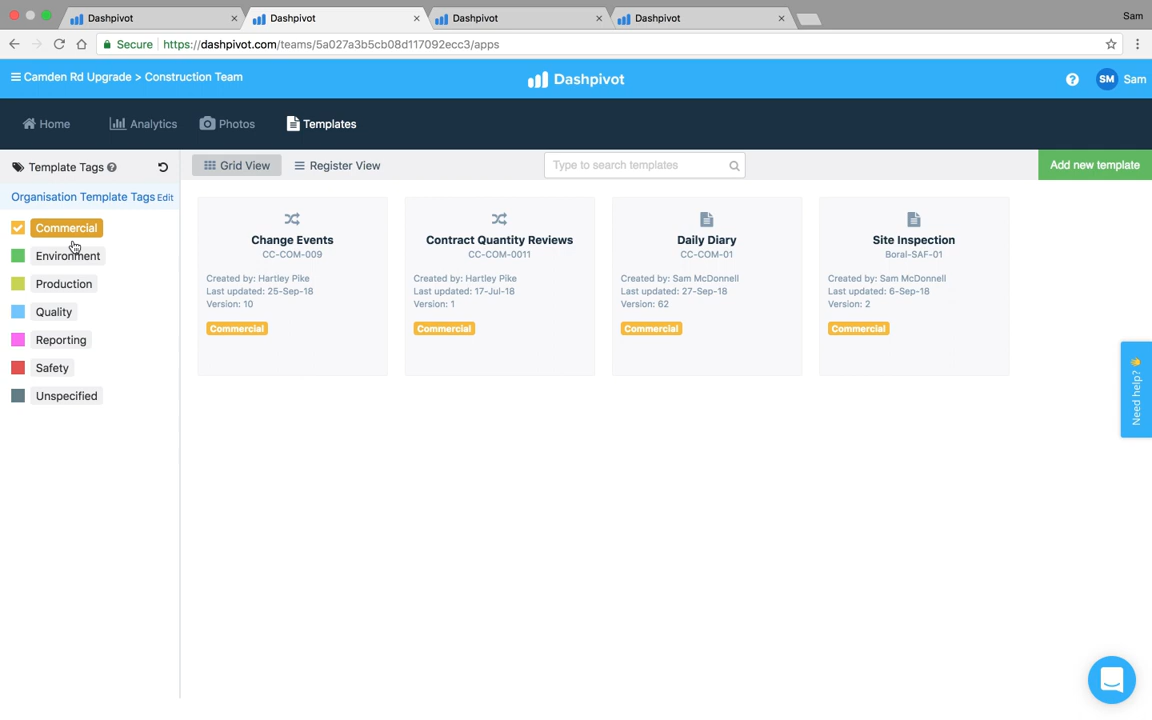 Dashpivot
Dashpivot
Dashpivot
Dashpivot
Sam
Secure https://dashpivot.com/teams/5a027a3b5cb08d117092ecc3/apps
Camden Rd Upgrade > Construction Team
Dashpivot
?
SM Sam
Home
Analytics
Photos
Templates
Template Tags ?
Grid View
Register View
Type to search templates
Add new template
Organisation Template Tags Edit
Commercial
Environment
Production
Quality
Reporting
Safety
Unspecified
Change Events
CC-COM-009
Created by: Hartley Pike
Last updated: 25-Sep-18
Version: 10
Commercial
Contract Quantity Reviews
CC-COM-0011
Created by: Hartley Pike
Last updated: 17-Jul-18
Version: 1
Commercial
Daily Diary
CC-COM-01
Created by: Sam McDonnell
Last updated: 27-Sep-18
Version: 62
Commercial
Site Inspection
Boral-SAF-01
Created by: Sam McDonnell
Last updated: 6-Sep-18
Version: 2
Commercial
Need help? 👋